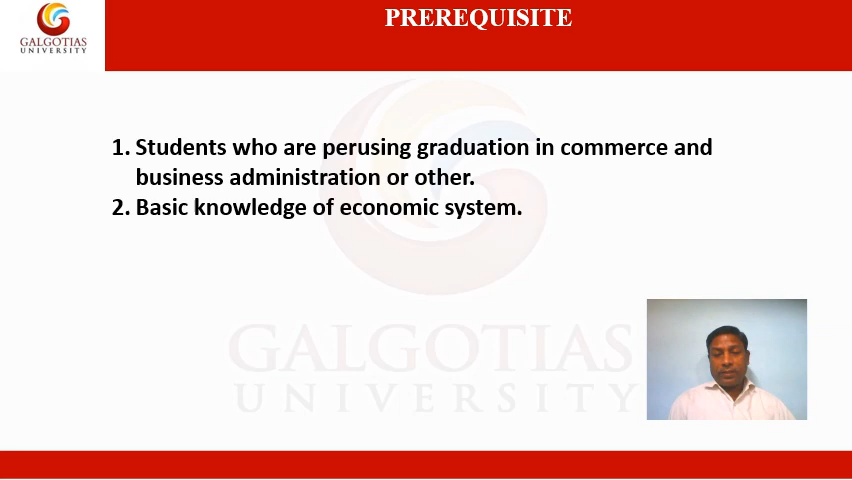 PREREQUISITE
GALGOTIAS
UNIVERSITY
1. Students who are perusing graduation in commerce and
business administration or other.
2. Basic knowledge of economic system.
GALGOTIAS
UNIVERSITY